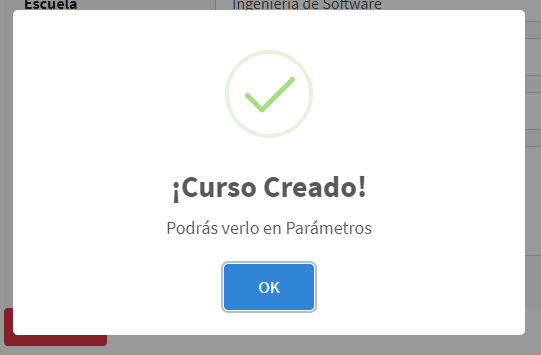 Escuela Ingeniería de Software
¡Curso Creado!
Podrás verlo en Parámetros
OK